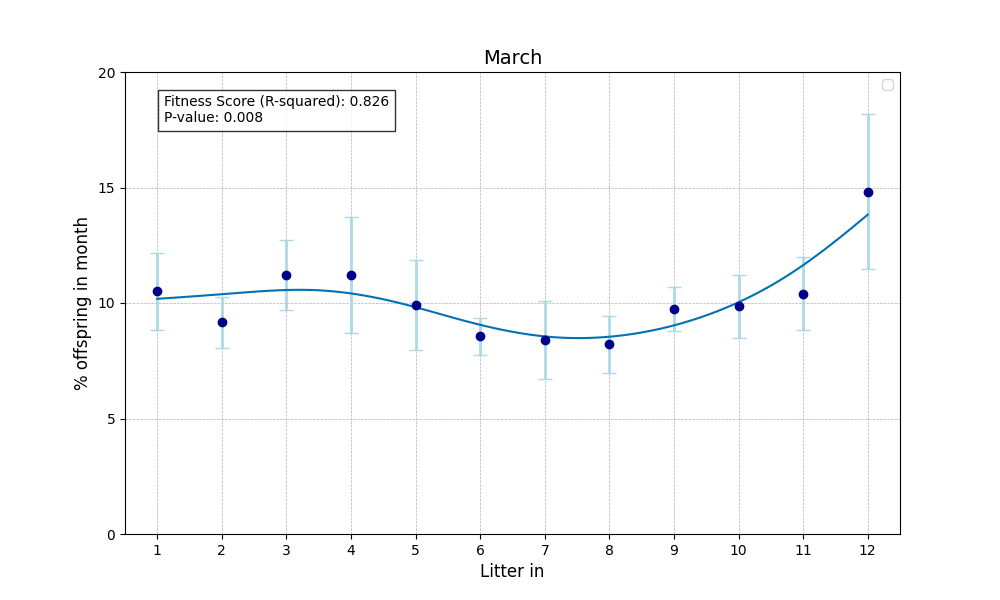 March
Fitness Score (R-squared): 0.826
P-value: 0.008
% offspring in month
20
15
10
5
0
1 2 3 4 5 6 7 8 9 10 11 12
Litter in